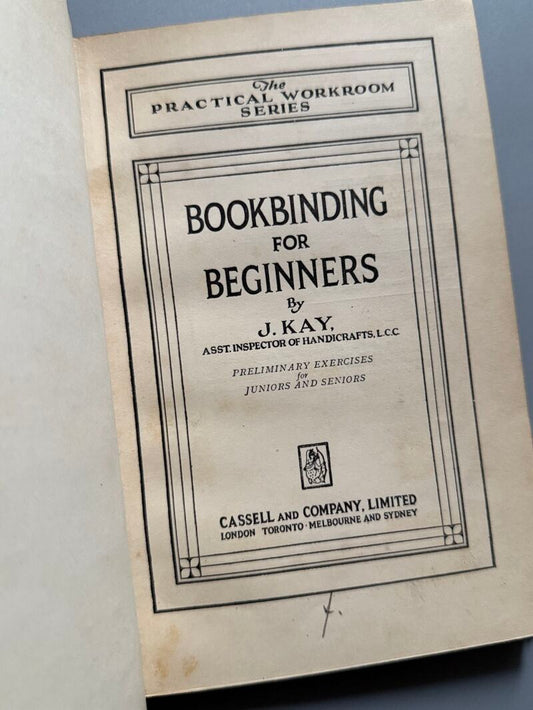 The
PRACTICAL WORKROOM
SERIES
BOOKBINDING
FOR
BEGINNERS
By
J. KAY,
ASST. INSPECTOR OF HANDICRAFTS, L.C.C.
PRELIMINARY EXERCISES
for
JUNIORS AND SENIORS
CASSELL AND COMPANY, LIMITED
LONDON TORONTO · MELBOURNE AND SYDNEY